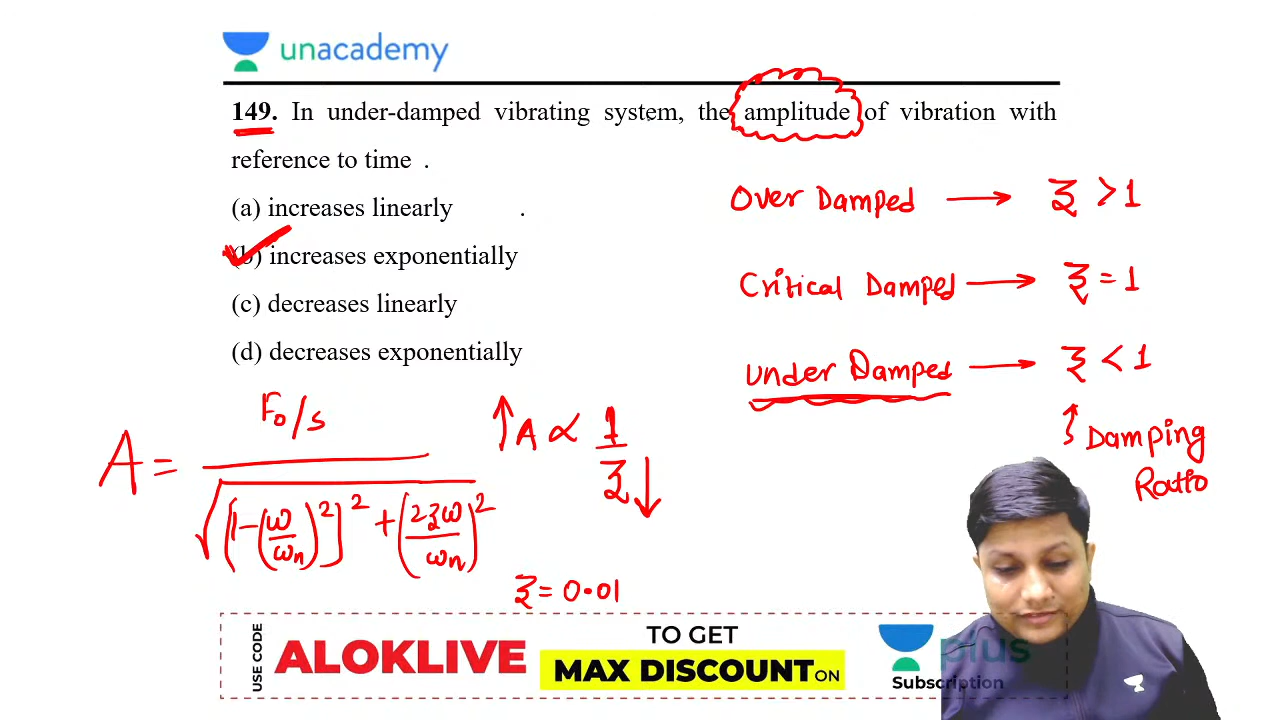 unacademy
149. In under-damped vibrating system, the amplitude of vibration with
reference to time .
(a) increases linearly .
(b) increases exponentially
(c) decreases linearly
(d) decreases exponentially
Over Damped → ξ > 1
Critical Damped → ξ = 1
Under Damped → ξ < 1
↑ Damping
Ratio
A = F₀/s / √([1-(ω/ωn)²]² + (2ξω/ωn)²)
↑ A ∝ 1/ξ ↓
ξ = 0.01
USE CODE
ALOKLIVE
TO GET
MAX DISCOUNT ON
plus
Subscription